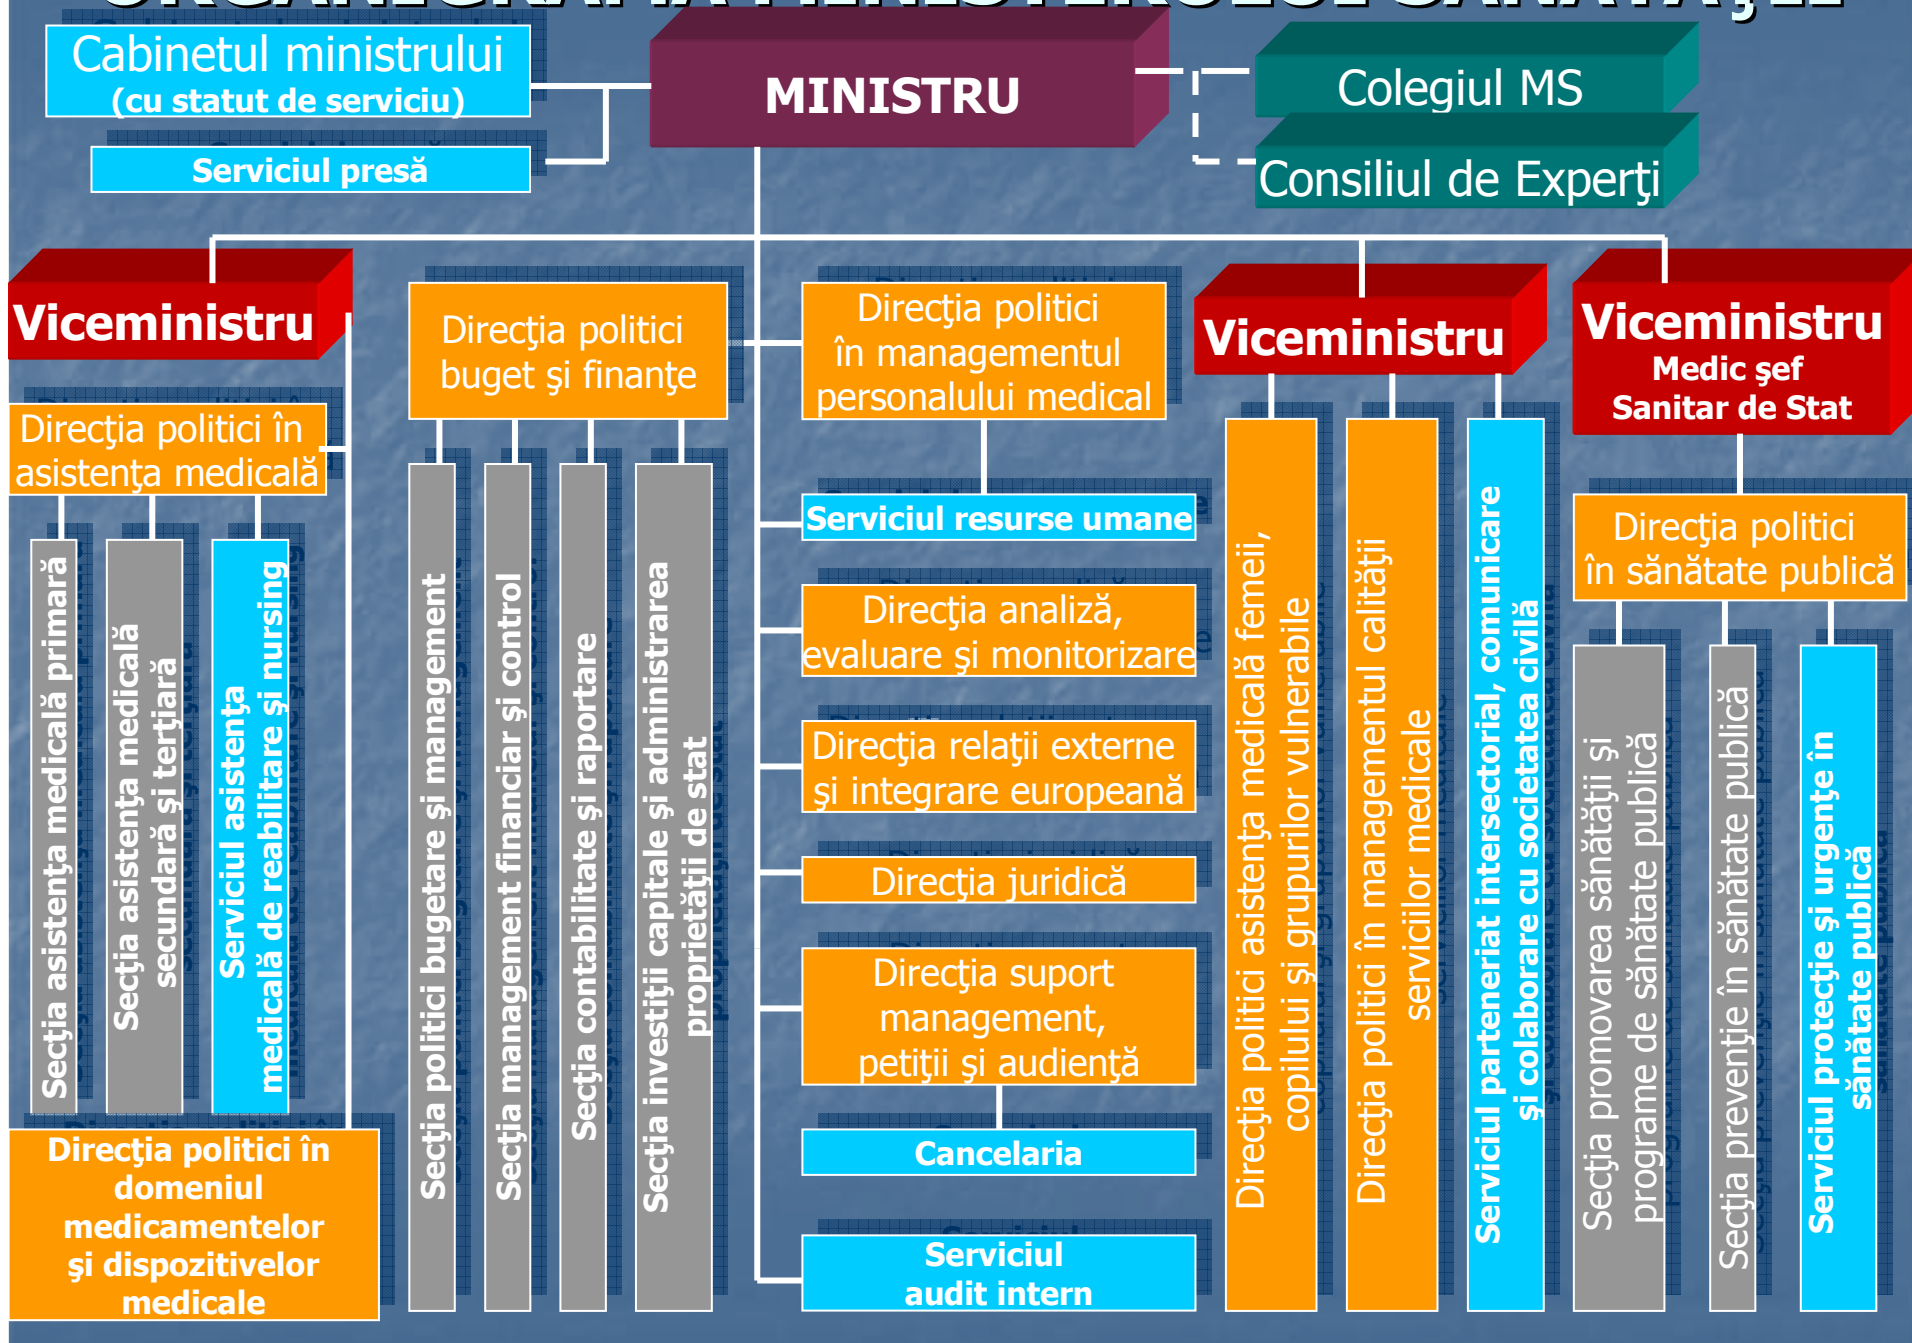 ORGANIGRAMA MINISTERULUI SĂNĂTĂŢII
Cabinetul ministrului
(cu statut de serviciu)
Serviciul presă
MINISTRU
Colegiul MS
Consiliul de Experţi
Viceministru
Direcţia politici în
asistenţa medicală
Secţia asistenţa medicală primară
Secţia asistenţa medicală
secundară şi terţiară
Serviciul asistenţa
medicală de reabilitare şi nursing
Direcţia politici în
domeniul
medicamentelor
şi dispozitivelor
medicale
Direcţia politici
buget şi finanţe
Secţia politici bugetare şi management
Secţia management financiar şi control
Secţia contabilitate şi raportare
Secţia investiţii capitale şi administrarea
proprietăţii de stat
Direcţia politici
în managementul
personalului medical
Serviciul resurse umane
Direcţia analiză,
evaluare şi monitorizare
Direcţia relaţii externe
şi integrare europeană
Direcţia juridică
Direcţia suport
management,
petiţii şi audienţă
Cancelaria
Serviciul
audit intern
Viceministru
Direcţia politici asistenţa medicală femeii,
copilului şi grupurilor vulnerabile
Direcţia politici în managementul calităţii
serviciilor medicale
Serviciul parteneriat intersectorial, comunicare
şi colaborare cu societatea civilă
Viceministru
Medic şef
Sanitar de Stat
Direcţia politici
în sănătate publică
Secţia promovarea sănătăţii şi
programe de sănătate publică
Secţia prevenţie în sănătate publică
Serviciul protecţie şi urgenţe în
sănătate publică